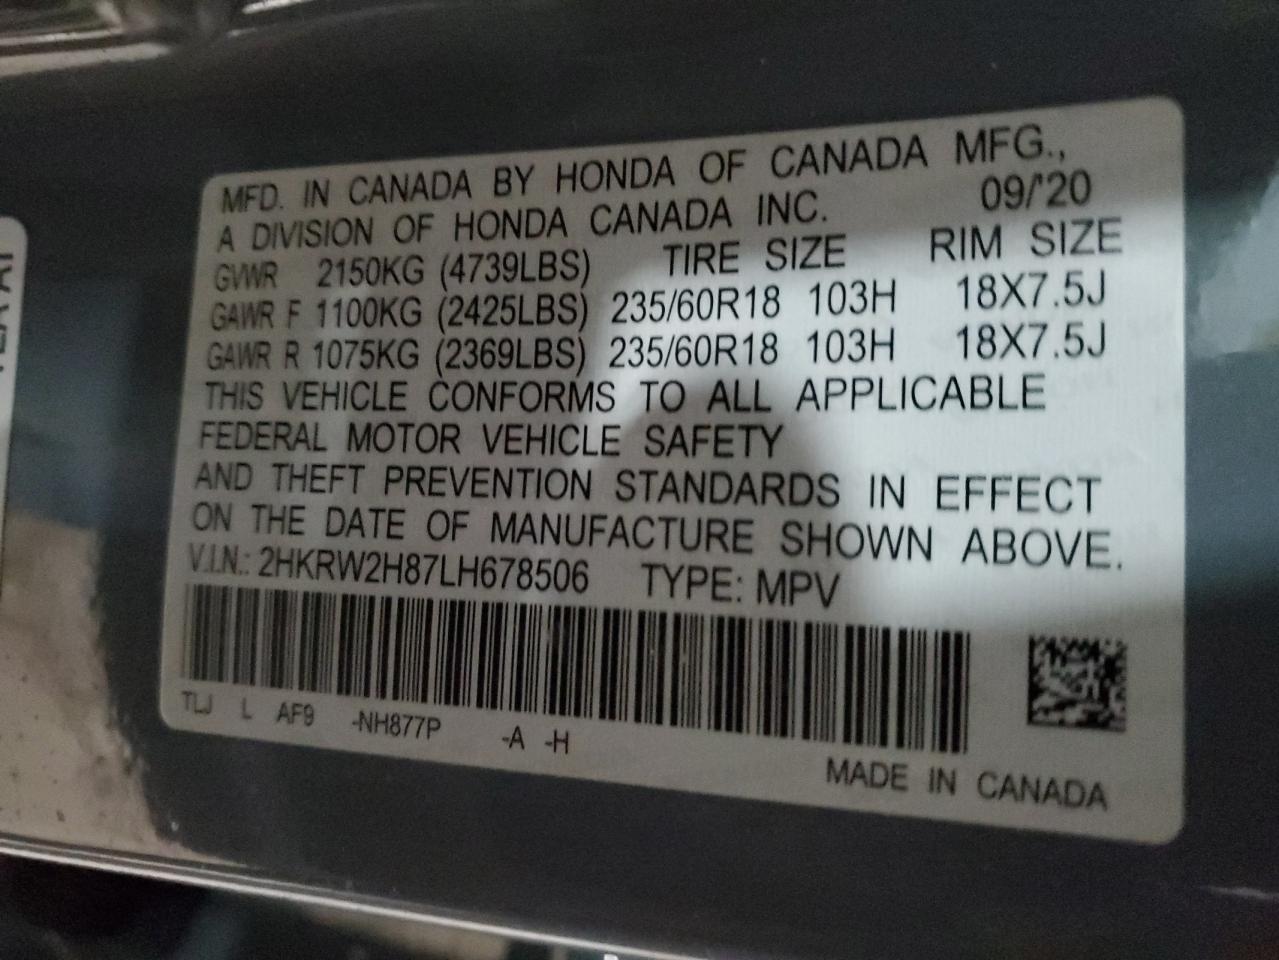 MFD. IN CANADA BY HONDA OF CANADA MFG.,
A DIVISION OF HONDA CANADA INC. 09/'20
GVWR 2150KG (4739LBS) TIRE SIZE RIM SIZE
GAWR F 1100KG (2425LBS) 235/60R18 103H 18X7.5J
GAWR R 1075KG (2369LBS) 235/60R18 103H 18X7.5J
THIS VEHICLE CONFORMS TO ALL APPLICABLE
FEDERAL MOTOR VEHICLE SAFETY
AND THEFT PREVENTION STANDARDS IN EFFECT
ON THE DATE OF MANUFACTURE SHOWN ABOVE.
V.I.N.: 2HKRW2H87LH678506 TYPE: MPV
TLJ L AF9 -NH877P -A -H
MADE IN CANADA